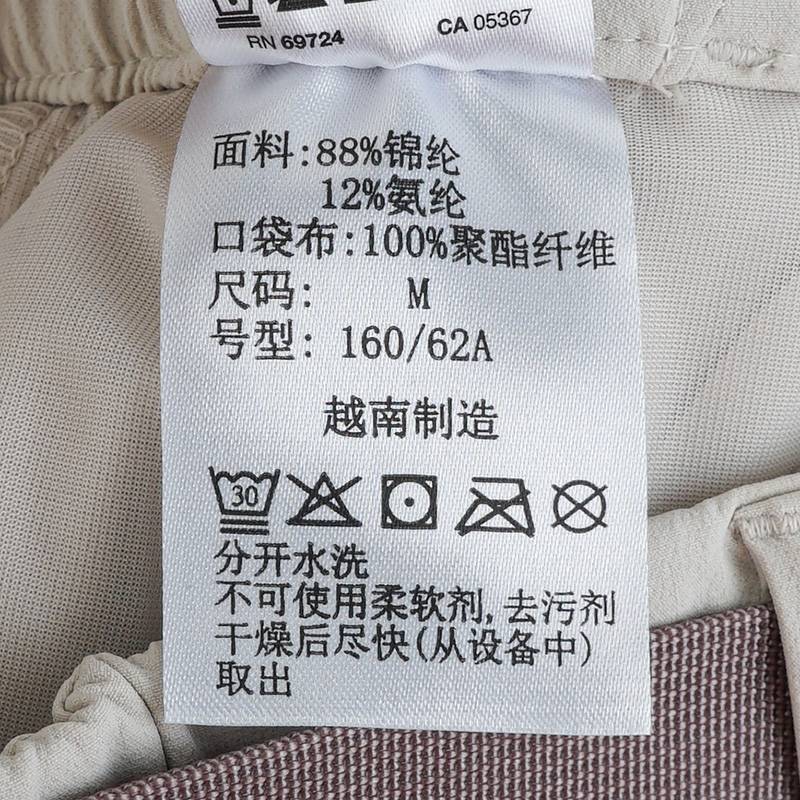 RN 69724 CA 05367
面料:88%锦纶
12%氨纶
口袋布:100%聚酯纤维
尺码: M
号型: 160/62A
越南制造
30
分开水洗
不可使用柔软剂,去污剂
干燥后尽快(从设备中)
取出